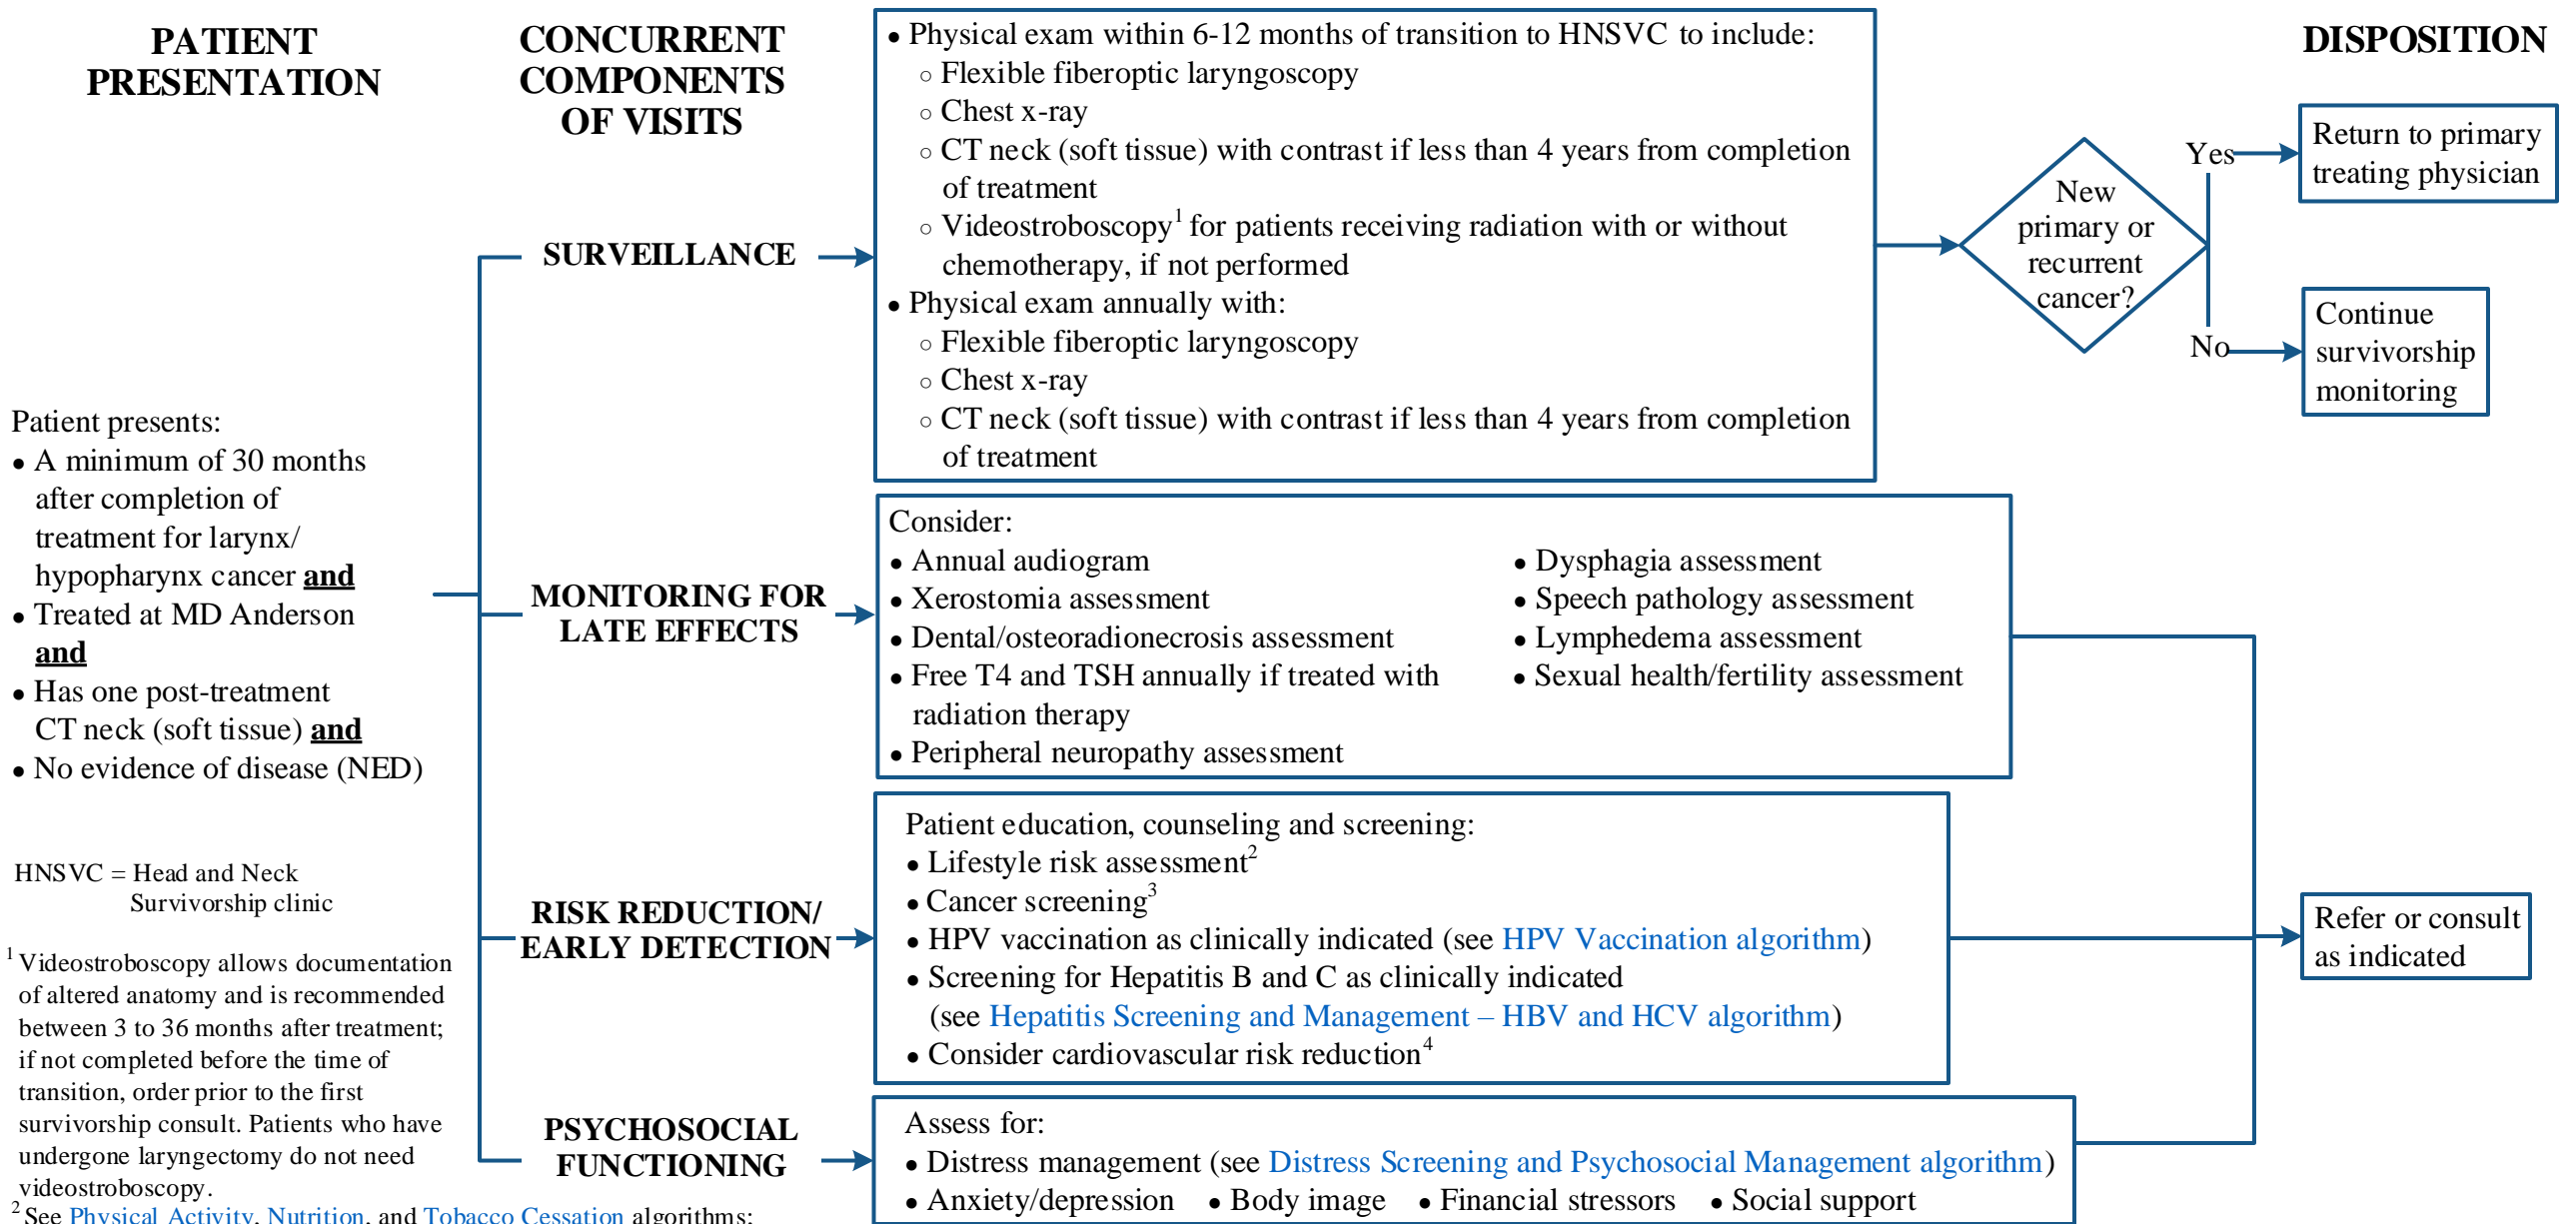 PATIENT
PRESENTATION
CONCURRENT
COMPONENTS
OF VISITS
DISPOSITION
Patient presents:
● A minimum of 30 months
after completion of
treatment for larynx/
hypopharynx cancer and
● Treated at MD Anderson
and
● Has one post-treatment
CT neck (soft tissue) and
● No evidence of disease (NED)
HNSVC = Head and Neck
Survivorship clinic
1 Videostroboscopy allows documentation
of altered anatomy and is recommended
between 3 to 36 months after treatment;
if not completed before the time of
transition, order prior to the first
survivorship consult. Patients who have
undergone laryngectomy do not need
videostroboscopy.
2 See Physical Activity, Nutrition, and Tobacco Cessation algorithms;
SURVEILLANCE
● Physical exam within 6-12 months of transition to HNSVC to include:
○ Flexible fiberoptic laryngoscopy
○ Chest x-ray
○ CT neck (soft tissue) with contrast if less than 4 years from completion
of treatment
○ Videostroboscopy1 for patients receiving radiation with or without
chemotherapy, if not performed
● Physical exam annually with:
○ Flexible fiberoptic laryngoscopy
○ Chest x-ray
○ CT neck (soft tissue) with contrast if less than 4 years from completion
of treatment
New
primary or
recurrent
cancer?
Yes
Return to primary
treating physician
No
Continue
survivorship
monitoring
MONITORING FOR
LATE EFFECTS
Consider:
● Annual audiogram
● Xerostomia assessment
● Dental/osteoradionecrosis assessment
● Free T4 and TSH annually if treated with
radiation therapy
● Peripheral neuropathy assessment
● Dysphagia assessment
● Speech pathology assessment
● Lymphedema assessment
● Sexual health/fertility assessment
RISK REDUCTION/
EARLY DETECTION
Patient education, counseling and screening:
● Lifestyle risk assessment2
● Cancer screening3
● HPV vaccination as clinically indicated (see HPV Vaccination algorithm)
● Screening for Hepatitis B and C as clinically indicated
(see Hepatitis Screening and Management – HBV and HCV algorithm)
● Consider cardiovascular risk reduction4
PSYCHOSOCIAL
FUNCTIONING
Assess for:
● Distress management (see Distress Screening and Psychosocial Management algorithm)
● Anxiety/depression ● Body image ● Financial stressors ● Social support
Refer or consult
as indicated